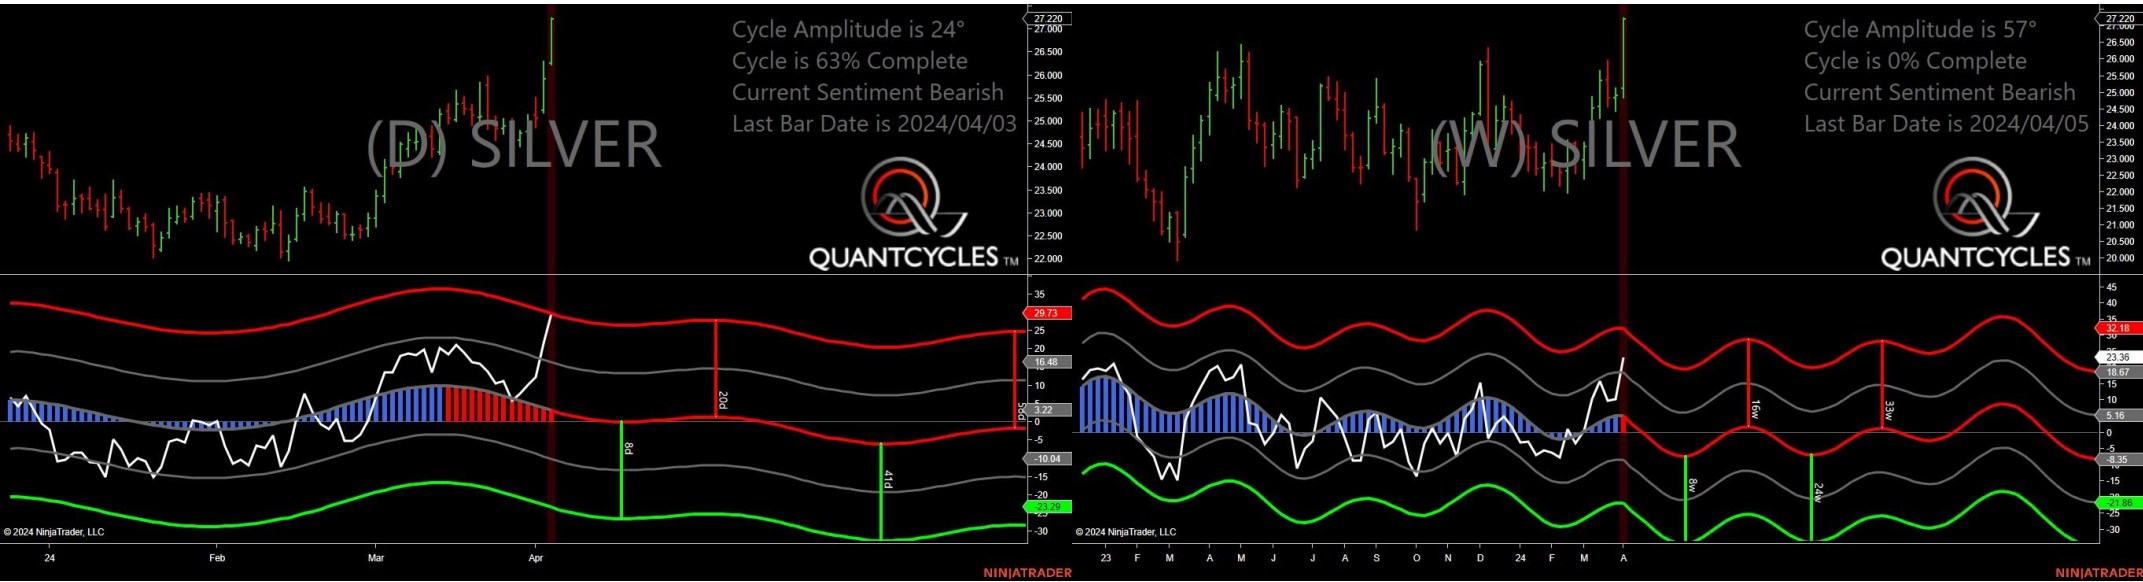 Cycle Amplitude is 24°
Cycle is 63% Complete
Current Sentiment Bearish
Last Bar Date is 2024/04/03
(D) SILVER
QUANTCYCLES TM
27.220
27.000
26.500
26.000
25.500
25.000
24.500
24.000
23.500
23.000
22.500
22.000
35
29.73
25
20
16.48
10
3.22
0
-5
-10.04
-15
-20
-23.29
-30
8d
20d
41d
© 2024 NinjaTrader, LLC
24 Feb Mar Apr
NINJATRADER
Cycle Amplitude is 57°
Cycle is 0% Complete
Current Sentiment Bearish
Last Bar Date is 2024/04/05
(W) SILVER
QUANTCYCLES TM
27.220
27.000
26.500
26.000
25.500
25.000
24.500
24.000
23.500
23.000
22.500
22.000
21.500
21.000
20.500
20.000
45
40
35
32.18
23.36
18.67
15
10
5.16
0
-8.35
-15
-21.86
-25
-30
8w
16w
24w
33w
© 2024 NinjaTrader, LLC
23 F M A M J J A S O N D 24 F M A
NINJATRADER